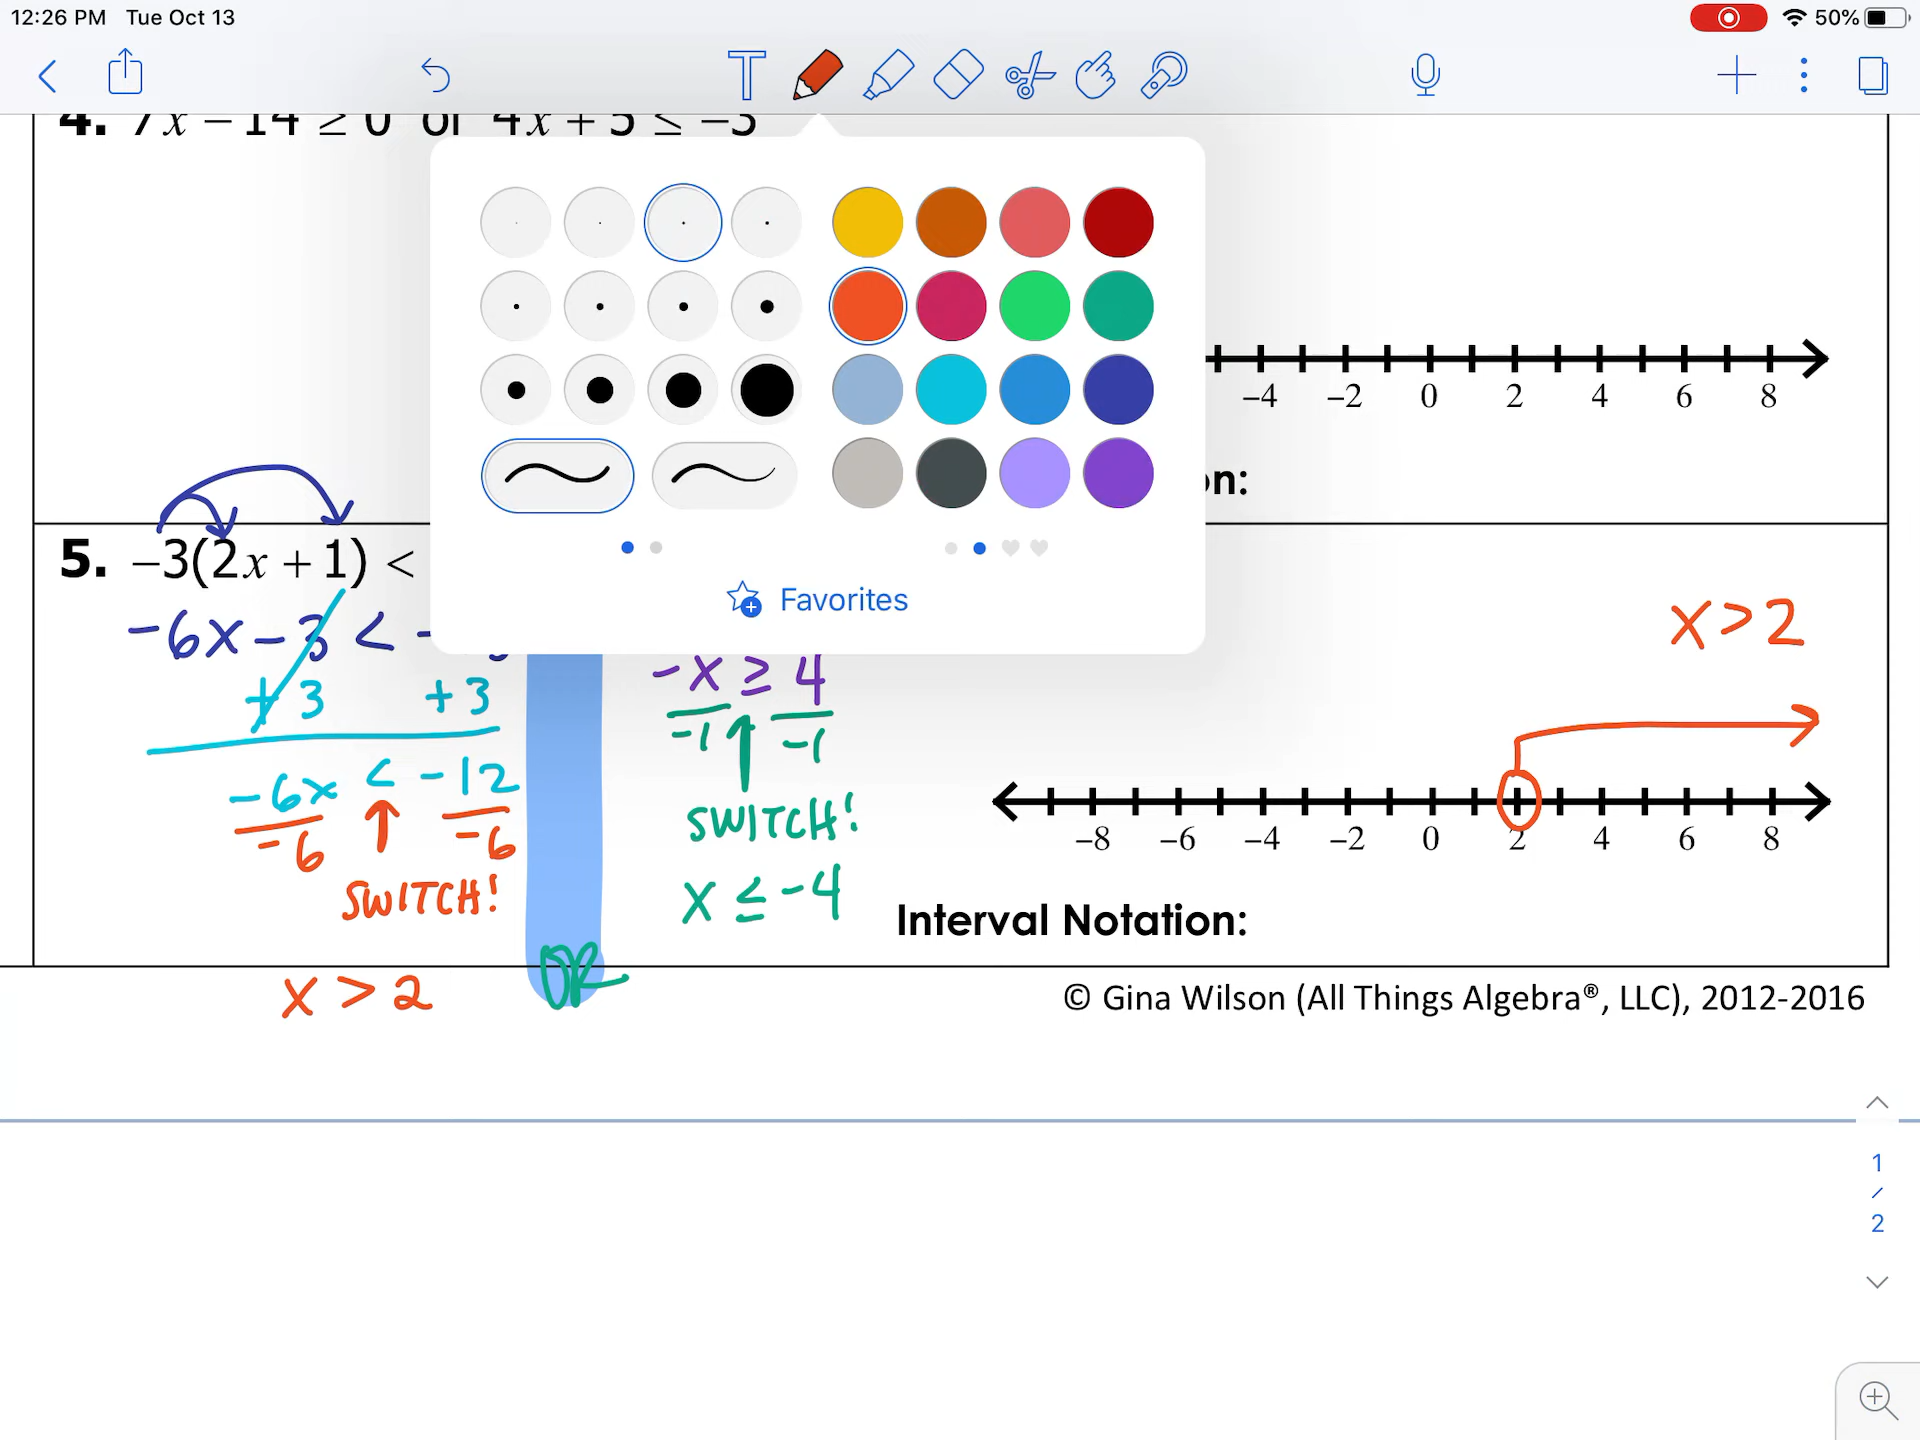 12:26 PM Tue Oct 13
50%
T
4. 7x − 14 ≥ 0 or 4x + 5 ≤ −3
−4 −2 0 2 4 6 8
on:
5. −3(2x + 1) <
-6x - 3 < -
+3 +3
-6x < -12
-6 -6
SWITCH!
x > 2
OR
-x ≥ 4
-1 -1
SWITCH!
x ≤ -4
Favorites
x > 2
−8 −6 −4 −2 0 2 4 6 8
Interval Notation:
© Gina Wilson (All Things Algebra®, LLC), 2012-2016
1
/
2